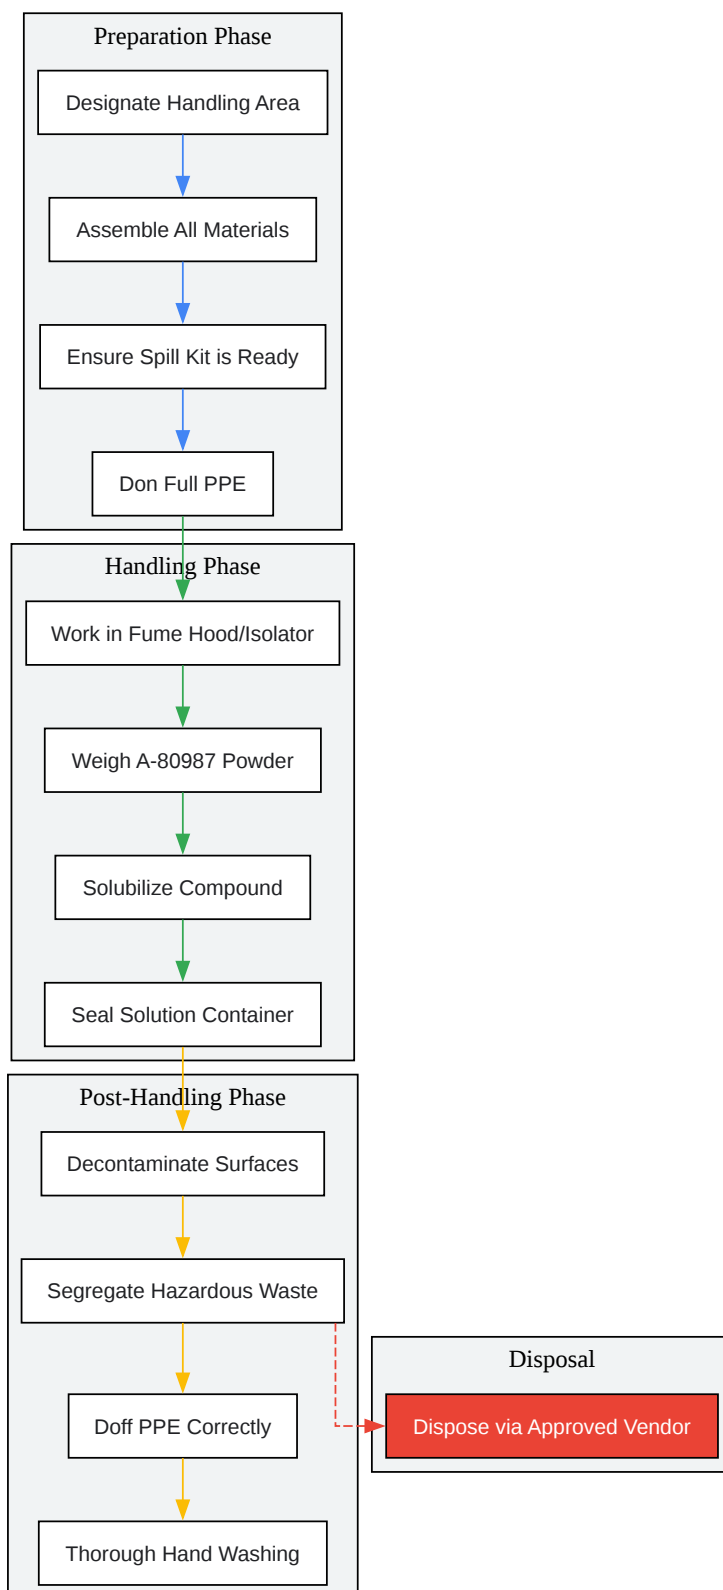 Preparation Phase
Designate Handling Area
Assemble All Materials
Ensure Spill Kit is Ready
Don Full PPE
Handling Phase
Work in Fume Hood/Isolator
Weigh A-80987 Powder
Solubilize Compound
Seal Solution Container
Post-Handling Phase
Decontaminate Surfaces
Segregate Hazardous Waste
Disposal
Dispose via Approved Vendor
Doff PPE Correctly
Thorough Hand Washing